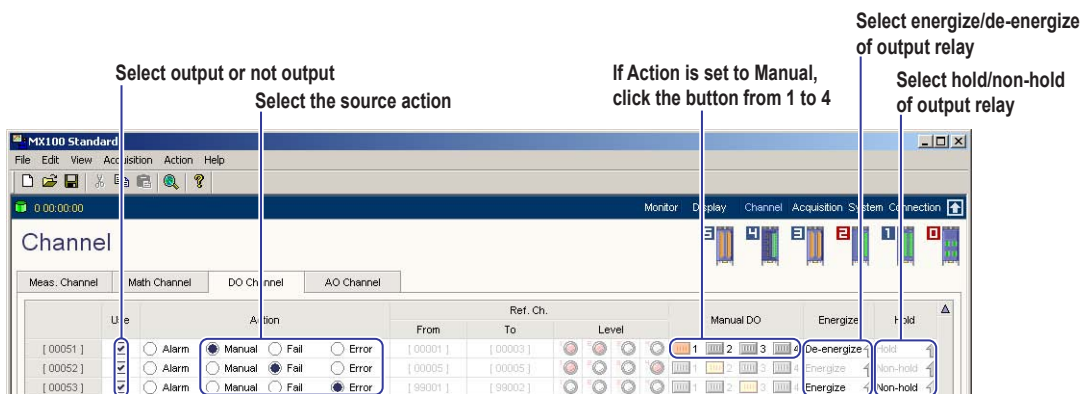 Select energize/de-energize
of output relay
Select output or not output
If Action is set to Manual,
click the button from 1 to 4
Select hold/non-hold
of output relay
Select the source action
MX100 Standard
File Edit View Acquisition Action Help
0 00:00:00
Monitor Display Channel Acquisition System Connection
Channel
5 4 3 2 1 0
Meas. Channel Math Channel DO Channel AO Channel
Use Action Ref. Ch. Manual DO Energize Hold
From To Level
[ 00051 ] Alarm Manual Fail Error [ 00001 ] [ 00003 ] 1 2 3 4 De-energize Hold
[ 00052 ] Alarm Manual Fail Error [ 00005 ] [ 00005 ] 1 2 3 4 Energize Non-hold
[ 00053 ] Alarm Manual Fail Error [ 99001 ] [ 99002 ] 1 2 3 4 Energize Non-hold